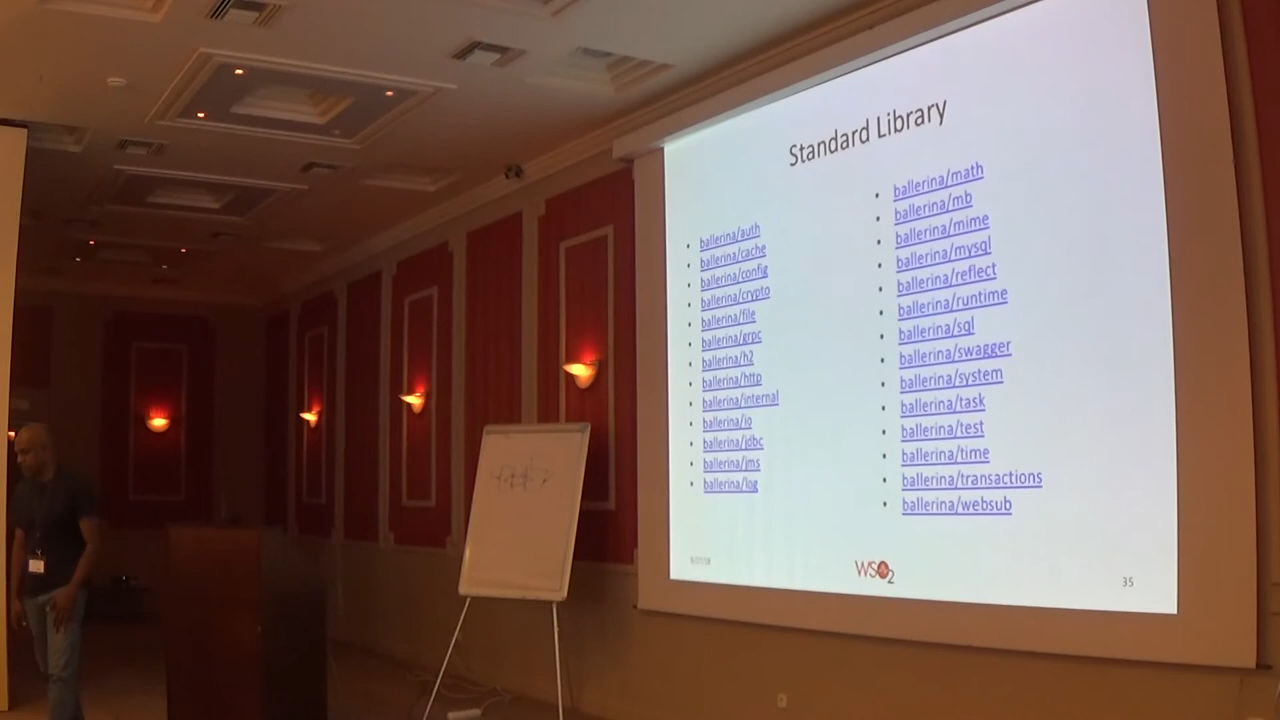 Standard Library
• ballerina/auth
• ballerina/cache
• ballerina/config
• ballerina/crypto
• ballerina/file
• ballerina/grpc
• ballerina/h2
• ballerina/http
• ballerina/internal
• ballerina/io
• ballerina/jdbc
• ballerina/jms
• ballerina/log
• ballerina/math
• ballerina/mb
• ballerina/mime
• ballerina/mysql
• ballerina/reflect
• ballerina/runtime
• ballerina/sql
• ballerina/swagger
• ballerina/system
• ballerina/task
• ballerina/test
• ballerina/time
• ballerina/transactions
• ballerina/websub
WSO2
35